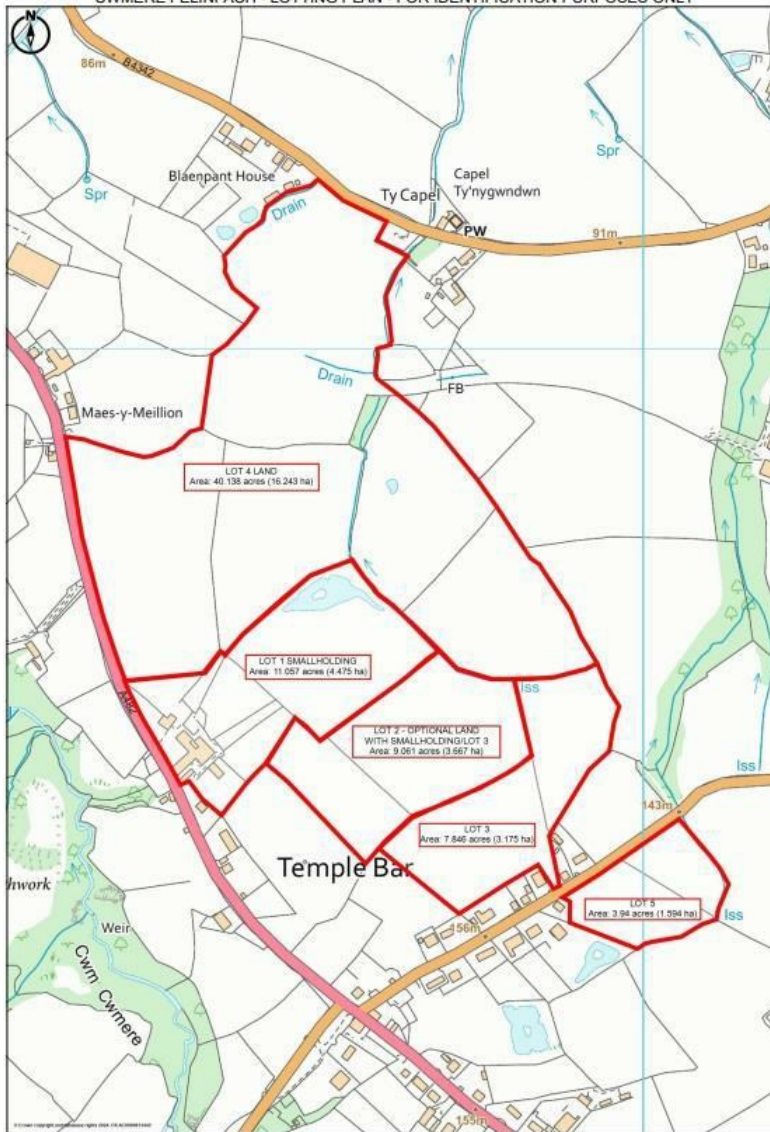 N
86m
B4342
Spr
Blaenpant House
Drain
Ty Capel
Capel
Ty'nygwndwn
PW
91m
Spr
Maes-y-Meillion
Drain
FB
LOT 4 LAND
Area: 40.138 acres (16.243 ha)
LOT 1 SMALLHOLDING
Area: 11.057 acres (4.475 ha)
A482
Iss
LOT 2 - OPTIONAL LAND
WITH SMALLHOLDING/LOT 3
Area: 9.061 acres (3.667 ha)
Iss
143m
LOT 3
Area: 7.846 acres (3.175 ha)
Temple Bar
LOT 5
Area: 3.94 acres (1.594 ha)
Iss
hwork
Weir
156m
Cwm Cwmere
155m